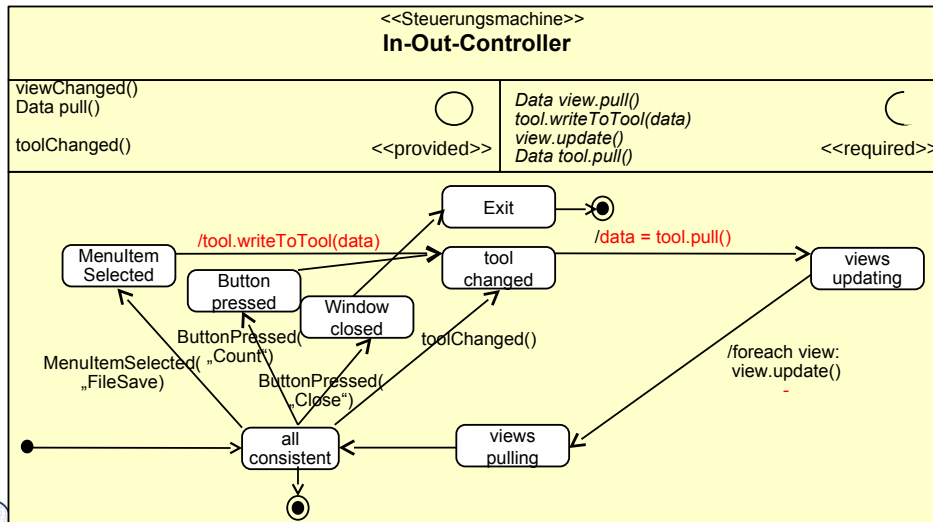 <<Steuerungsmachine>>
In-Out-Controller
viewChanged()
Data pull()
toolChanged()
<<provided>>
Data view.pull()
tool.writeToTool(data)
view.update()
Data tool.pull()
<<required>>
Exit
/tool.writeToTool(data)
/data = tool.pull()
MenuItem
Selected
Button
pressed
Window
closed
tool
changed
views
updating
ButtonPressed(
„Count“)
toolChanged()
MenuItemSelected(
„FileSave)
ButtonPressed(
„Close“)
/foreach view:
view.update()
-
all
consistent
views
pulling